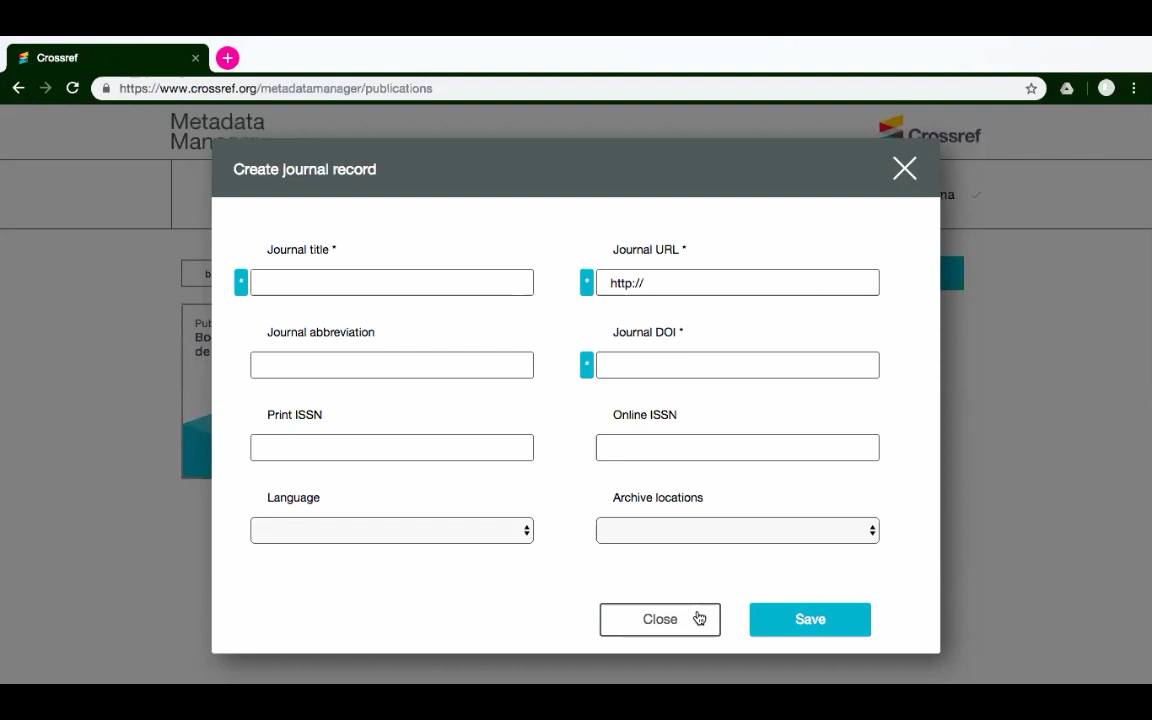 Crossref
https://www.crossref.org/metadatamanager/publications
Metadata
Crossref
Create journal record
Journal title *
Journal URL *
*
* http://
Journal abbreviation
Journal DOI *
*
Print ISSN
Online ISSN
Language
Archive locations
Close
Save